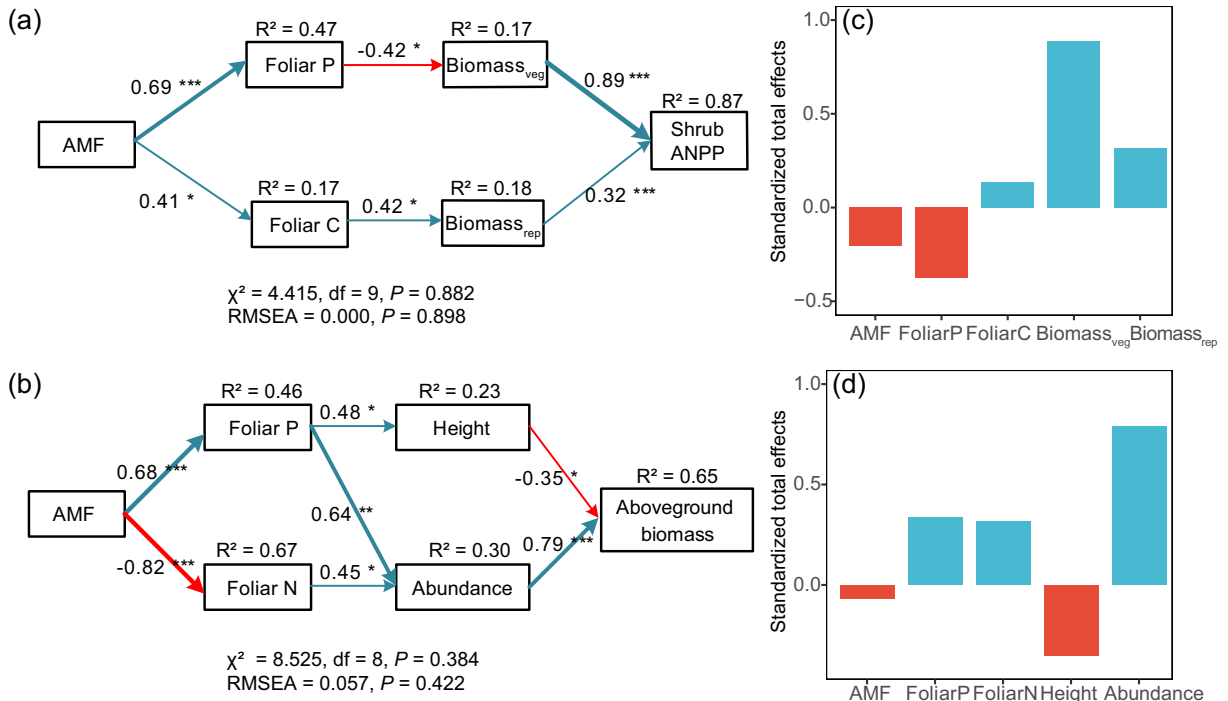 (a)
R² = 0.47
Foliar P
-0.42 *
R² = 0.17
Biomassveg
0.69 ***
0.89 ***
R² = 0.87
AMF
Shrub
ANPP
0.41 *
R² = 0.17
Foliar C
0.42 *
R² = 0.18
Biomassrep
0.32 ***
χ² = 4.415, df = 9, P = 0.882
RMSEA = 0.000, P = 0.898
(c)
Standardized total effects
1.0
0.5
0.0
−0.5
AMF
FoliarP
FoliarC
Biomassveg
Biomassrep
(b)
R² = 0.46
Foliar P
0.48 *
R² = 0.23
Height
0.68 ***
-0.35 *
R² = 0.65
AMF
0.64 **
Aboveground
biomass
-0.82 ***
R² = 0.67
Foliar N
0.45 *
R² = 0.30
Abundance
0.79 ***
χ² = 8.525, df = 8, P = 0.384
RMSEA = 0.057, P = 0.422
(d)
Standardized total effects
1.0
0.5
0.0
AMF
FoliarP
FoliarN
Height
Abundance